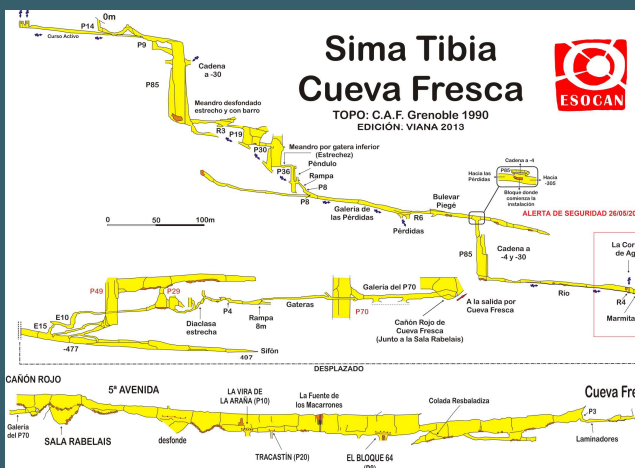 0m
P14
Curso Activo
P9
Cadena
a -30
P85
Sima Tibia
Cueva Fresca
TOPO: C.A.F. Grenoble 1990
EDICIÓN. VIANA 2013
ESOCAN
Meandro desfondado
estrecho y con barro
R3
P19
P30
Meandro por gatera inferior
(Estrechez)
Péndulo
P36
Rampa
P8
P8
Cadena a -4
P85
Hacia las
Pérdidas
Hacia
-305
Bloque donde
comienza la
instalación
0 50 100m
Galería de
las Pérdidas
Pérdidas
R6
Bulevar
Piegé
ALERTA DE SEGURIDAD 26/05/20
P85
Cadena a
-4 y -30
La Cor
de Ag
Río
R4
Marmita
P49
P29
Galería del P70
E10
E15
P4
Diaclasa
estrecha
Rampa
8m
Gateras
P70
Cañón Rojo de
Cueva Fresca
(Junto a la Sala Rabelais)
A la salida por
Cueva Fresca
-477
Sifón
497
DESPLAZADO
CAÑÓN ROJO
5ª AVENIDA
LA VIRA DE
LA ARAÑA (P10)
La Fuente de
los Macarrones
Colada Resbaladiza
Cueva Fre
P3
Galería
del P70
SALA RABELAIS
desfonde
TRACASTÍN (P20)
EL BLOQUE 64
Laminadores